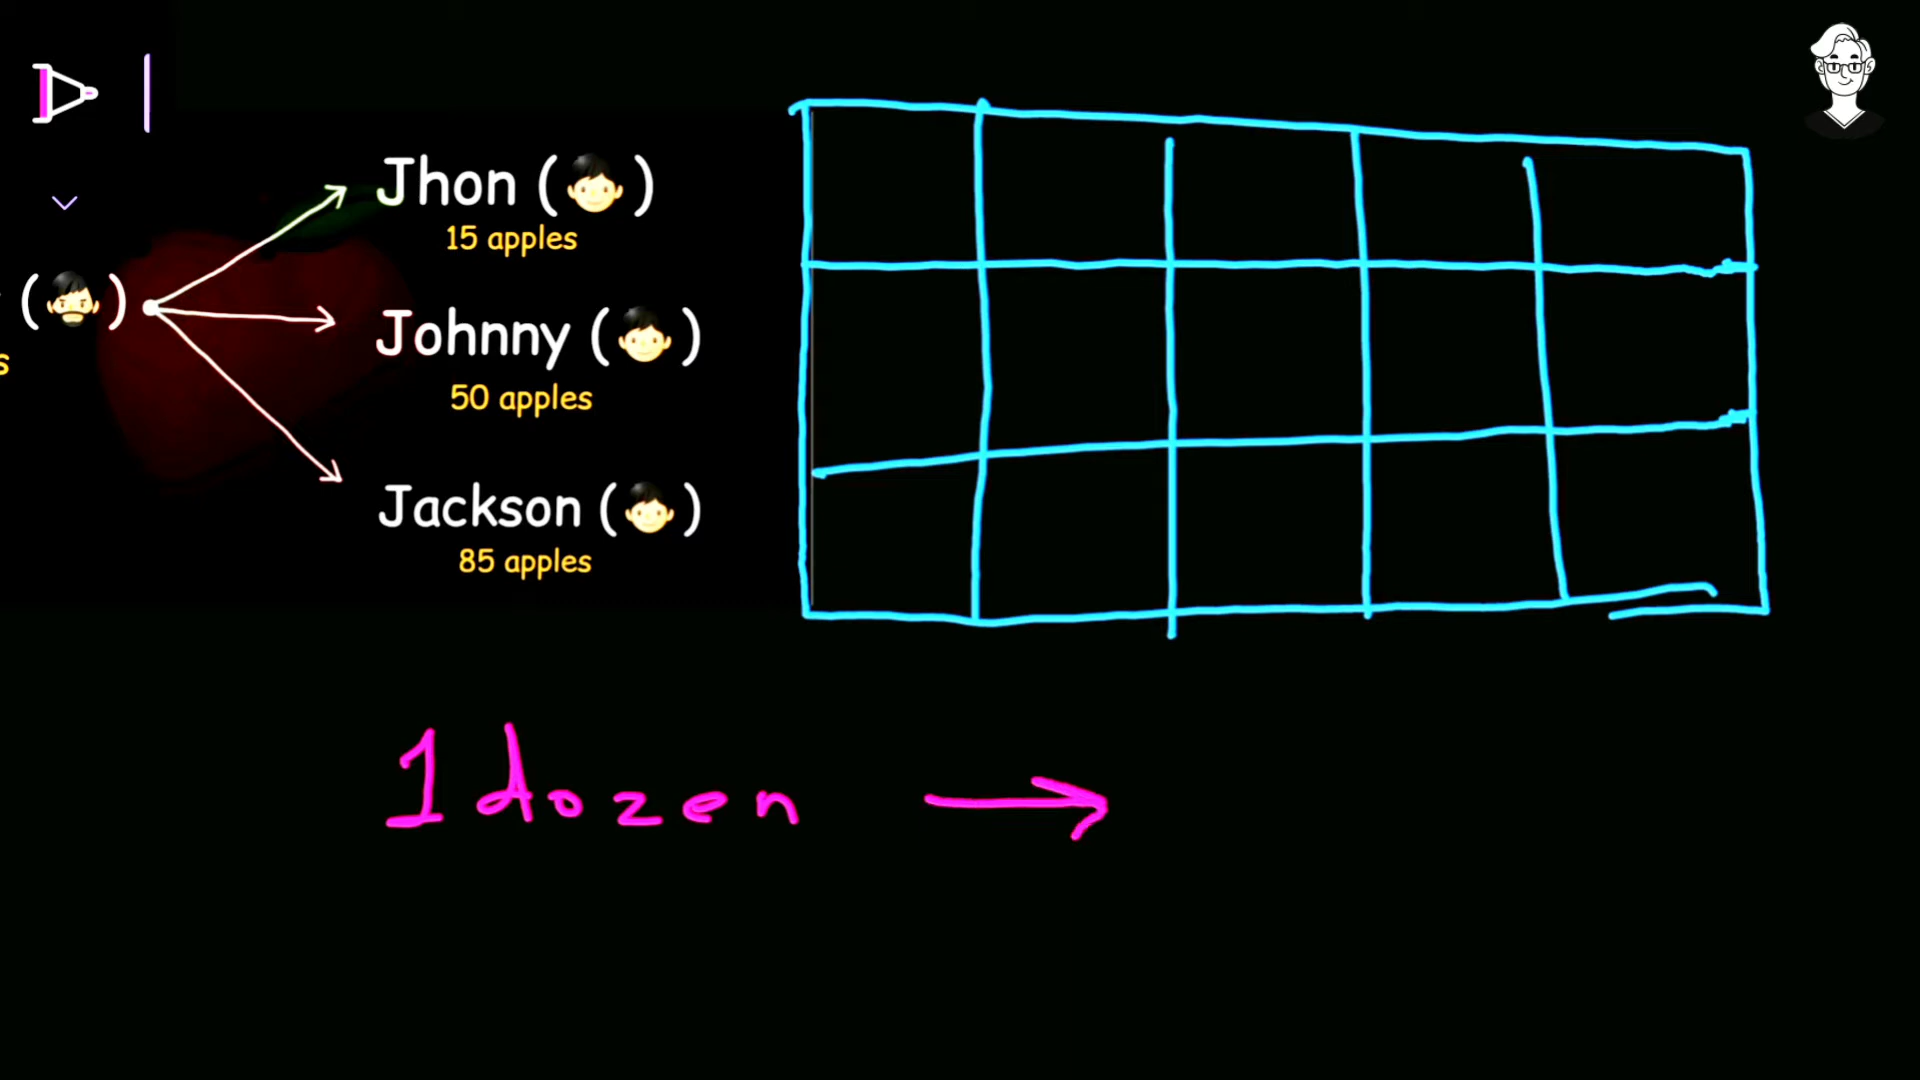 Jhon ( )
15 apples
( )
Johnny ( )
s
50 apples
Jackson ( )
85 apples
1 dozen →